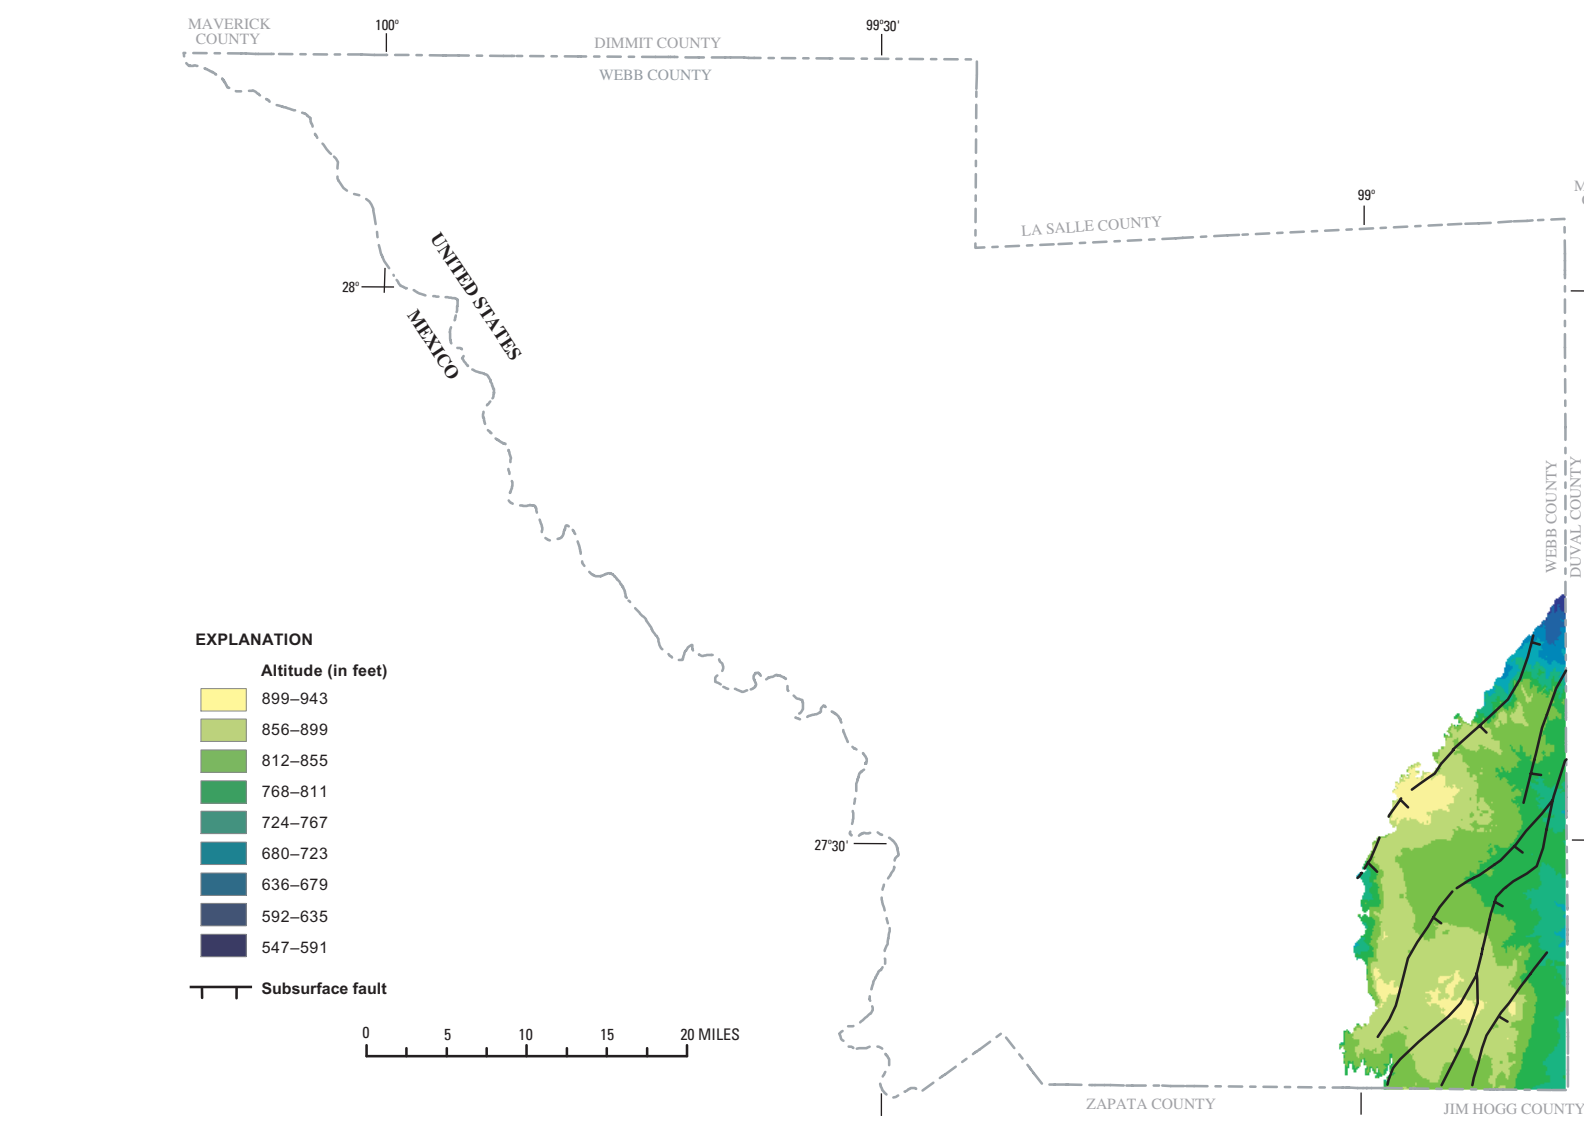 MAVERICK
COUNTY
100°
99°30'
DIMMIT COUNTY
WEBB COUNTY
99°
M
C
LA SALLE COUNTY
UNITED STATES
MEXICO
28°
WEBB COUNTY
DUVAL COUNTY
EXPLANATION
Altitude (in feet)
899–943
856–899
812–855
768–811
724–767
680–723
636–679
592–635
547–591
Subsurface fault
27°30'
0 5 10 15 20 MILES
ZAPATA COUNTY
JIM HOGG COUNTY